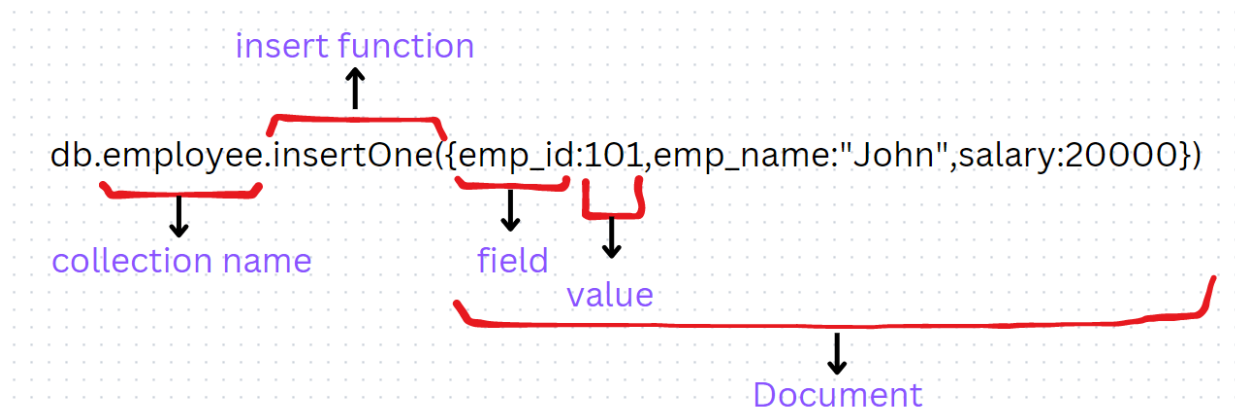 insert function
db.employee.insertOne({emp_id:101,emp_name:"John",salary:20000})
collection name
field
value
Document